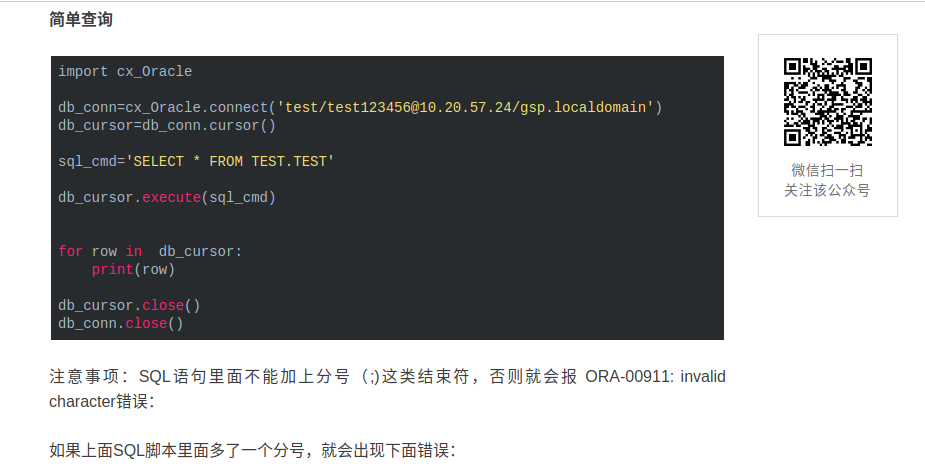 简单查询
import cx_Oracle
db_conn=cx_Oracle.connect('test/test123456@10.20.57.24/gsp.localdomain')
db_cursor=db_conn.cursor()
sql_cmd='SELECT * FROM TEST.TEST'
db_cursor.execute(sql_cmd)
for row in  db_cursor:
    print(row)
db_cursor.close()
db_conn.close()
注意事项：SQL语句里面不能加上分号（;)这类结束符，否则就会报 ORA-00911: invalid
character错误：
如果上面SQL脚本里面多了一个分号，就会出现下面错误：
微信扫一扫
关注该公众号